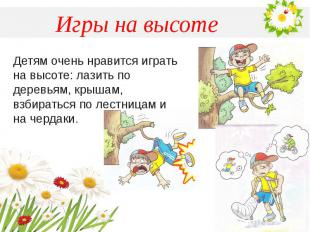 Игры на высоте
Детям очень нравится играть
на высоте: лазить по
деревьям, крышам,
взбираться по лестницам и
на чердаки.